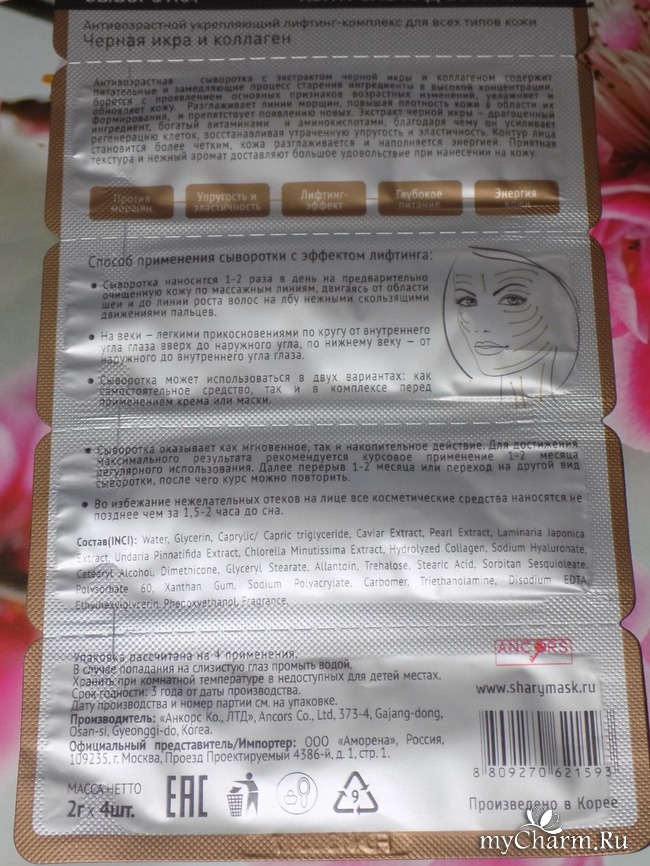 Антивозрастной укрепляющий лифтинг-комплекс для всех типов кожи
Черная икра и коллаген
Антивозрастная сыворотка с экстрактом черной икры и коллагеном содержит
питательные и замедляющие процесс старения ингредиенты в высокой концентрации,
борется с проявлением основных признаков возрастных изменений, увлажняет и
обновляет кожу. Разглаживает линии морщин, повышая плотность кожи в области их
формирования, и препятствует появлению новых. Экстракт черной икры – драгоценный
ингредиент, богатый витаминами и аминокислотами, благодаря чему он усиливает
регенерацию клеток, восстанавливая утраченную упругость и эластичность. Контур лица
становится более четким, кожа разглаживается и наполняется энергией. Приятная
текстура и нежный аромат доставляют большое удовольствие при нанесении на кожу.
Против морщин
Упругость и эластичность
Лифтинг-эффект
Глубокое питание
Энергия кожи
Способ применения сыворотки с эффектом лифтинга:
• Сыворотка наносится 1-2 раза в день на предварительно
очищенную кожу по массажным линиям, двигаясь от области
шеи и до линии роста волос на лбу нежными скользящими
движениями пальцев.
• На веки — легкими прикосновениями по кругу от внутреннего
угла глаза вверх до наружного угла, по нижнему веку — от
наружного до внутреннего угла глаза.
• Сыворотка может использоваться в двух вариантах: как
самостоятельное средство, так и в комплексе перед
применением крема или маски.
• Сыворотка оказывает как мгновенное, так и накопительное действие. Для достижения
максимального результата рекомендуется курсовое применение 1-2 месяца
регулярного использования. Далее перерыв 1-2 месяца или переход на другой вид
сыворотки, после чего курс можно повторить.
• Во избежание нежелательных отеков на лице все косметические средства наносятся не
позднее чем за 1,5-2 часа до сна.
Состав(INCI): Water, Glycerin, Caprylic/ Capric triglyceride, Caviar Extract, Pearl Extract, Laminaria Japonica
Extract, Undaria Pinnatifida Extract, Chlorella Minutissima Extract, Hydrolyzed Collagen, Sodium Hyaluronate,
Cetearyl Alcohol, Dimethicone, Glyceryl Stearate, Allantoin, Trehalose, Stearic Acid, Sorbitan Sesquioleate,
Polysorbate 60, Xanthan Gum, Sodium Polyacrylate, Carbomer, Triethanolamine, Disodium EDTA
Ethylhexylglycerin, Phenoxyethanol, Fragrance.
Упаковка рассчитана на 4 применения.
В случае попадания на слизистую глаз промыть водой.
Хранить при комнатной температуре в недоступных для детей местах.
Срок годности: 3 года от даты производства.
Дату производства и номер партии см. на упаковке.
Производитель: «Анкорс Ко., ЛТД», Ancors Co., Ltd, 373-4, Gajang-dong,
Osan-si, Gyeonggi-do, Korea.
Официальный представитель/Импортер: ООО «Аморена», Россия,
109235, г. Москва, Проезд Проектируемый 4386-й, д. 1, стр. 1.
МАССА НЕТТО
2г х 4шт.
EAC
9
ANCORS
www.sharymask.ru
8 809270 621593
Произведено в Корее
myCharm.Ru